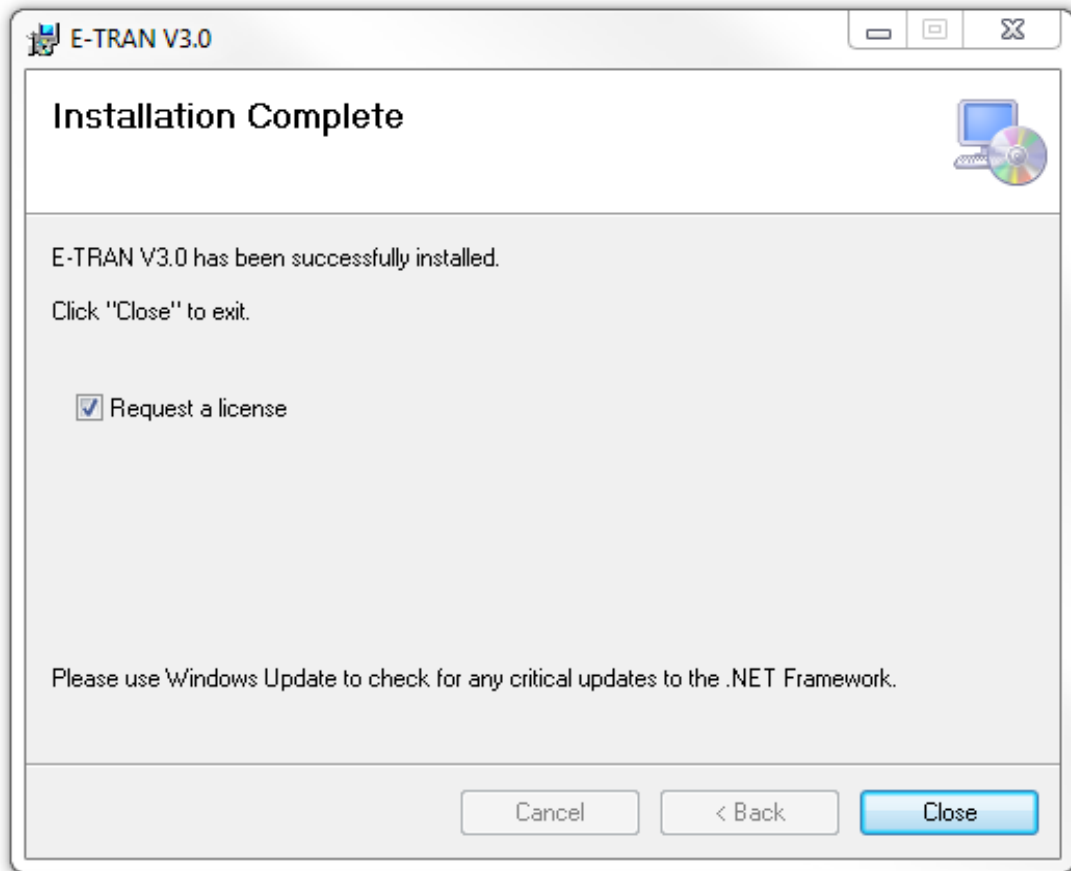 E-TRAN V3.0
Installation Complete
E-TRAN V3.0 has been successfully installed.
Click "Close" to exit.
Request a license
Please use Windows Update to check for any critical updates to the .NET Framework.
Cancel
< Back
Close